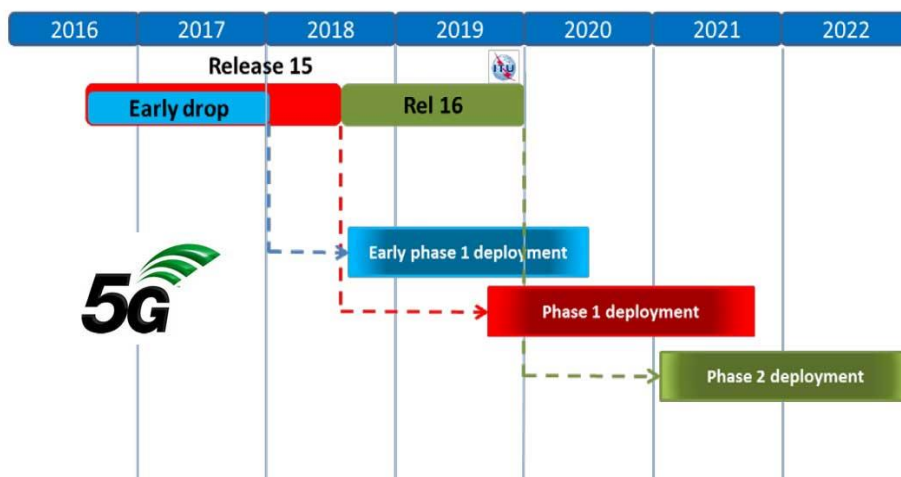 2016 2017 2018 2019 2020 2021 2022
Release 15
ITU
Early drop Rel 16
Early phase 1 deployment
5G
Phase 1 deployment
Phase 2 deployment